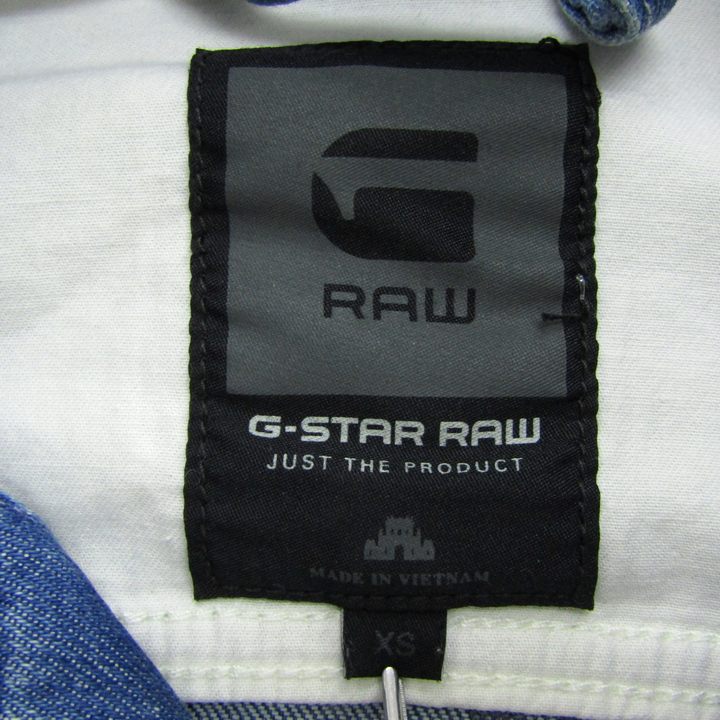 G
RAW
G-STAR RAW
JUST THE PRODUCT
MADE IN VIETNAM
XS